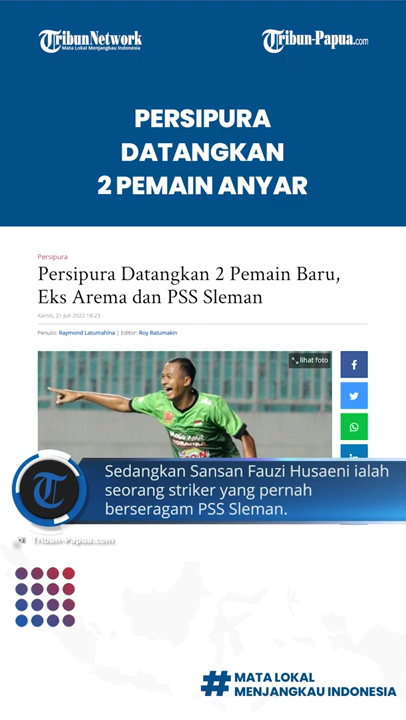 Tribun Network
Mata Lokal Menjangkau Indonesia
Tribun-Papua.com
PERSIPURA
DATANGKAN
2 PEMAIN ANYAR
Persipura
Persipura Datangkan 2 Pemain Baru,
Eks Arema dan PSS Sleman
Kamis, 21 Juli 2022 18:23
Penulis: Raymond Latumahina | Editor: Roy Ratumakin
lihat foto
Sedangkan Sansan Fauzi Husaeni ialah
seorang striker yang pernah
berseragam PSS Sleman.
Tribun-Papua.com
# MATA LOKAL
MENJANGKAU INDONESIA